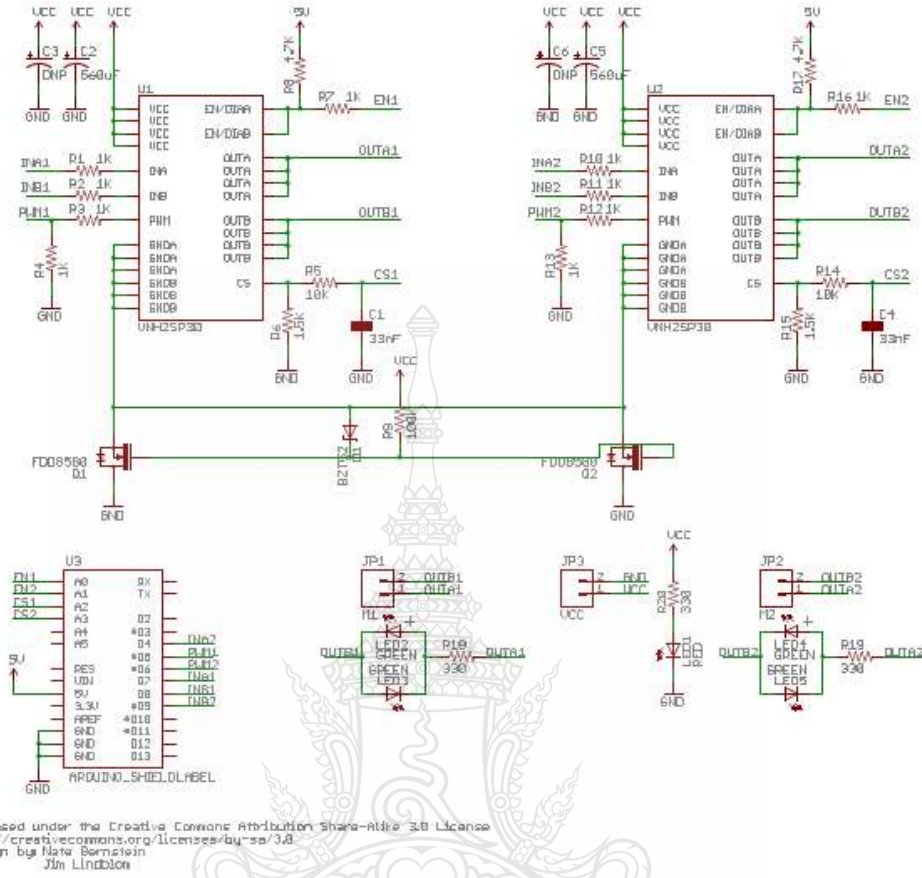 VCC VCC VCC 5V
C3 C2
DNP 560uF
GND GND
R8 4.7K
U1
R7 1K EN1
VCC EN/DIAA
VCC
VCC EN/DIAB
VCC
OUTA OUTA1
INA1 R1 1K INA OUTA
OUTA
INB1 R2 1K INB OUTA
PWM1 R3 1K PWM OUTB OUTB1
OUTB
GNDA OUTB
GNDA OUTB
GNDA
GNDB CS R5 CS1
GNDB 10K
GNDB
R4 1K
GND
VNH2SP30
R6 1.5K
GND
C1
33nF
GND
VCC VCC VCC 5V
C6 C5
DNP 560uF
GND GND
R17 4.7K
U2
R16 1K EN2
VCC EN/DIAA
VCC
VCC EN/DIAB
VCC
OUTA OUTA2
INA2 R10 1K INA OUTA
OUTA
INB2 R11 1K INB OUTA
PWM2 R12 1K PWM OUTB OUTB2
OUTB
GNDA OUTB
GNDA OUTB
GNDA
GNDB CS R14 CS2
GNDB 10K
GNDB
R13 1K
GND
VNH2SP30
R15 1.5K
GND
C4
33nF
GND
VCC
R9 100k
D1
BZT52
FDD8580
Q1
GND
FDD8580
Q2
GND
U3
EN1 A0 RX
EN2 A1 TX
CS1 A2
CS2 A3 D2
A4 *D3
A5 D4 INA2
*D5 PWM1
RES *D6 PWM2
VIN D7 INA1
5V 5V D8 INB1
3.3V *D9 INB2
AREF *D10
GND *D11
GND D12
GND D13
GND
ARDUINO_SHIELDLABEL
JP1
2 OUTB1
1 OUTA1
M1
+
LED2
GREEN R18
OUTB1 OUTA1
GREEN 330
LED3
JP3
2 GND
1 VCC
VCC
VCC
R20 330
LED1
RED
GND
JP2
2 OUTB2
1 OUTA2
M2
+
LED4
GREEN R19
OUTB2 OUTA2
GREEN 330
LED5
sed under the Creative Commons Attribution Share-Alike 3.0 License
//creativecommons.org/licenses/by-sa/3.0
n by: Nate Bernstein
Jim Lindblom